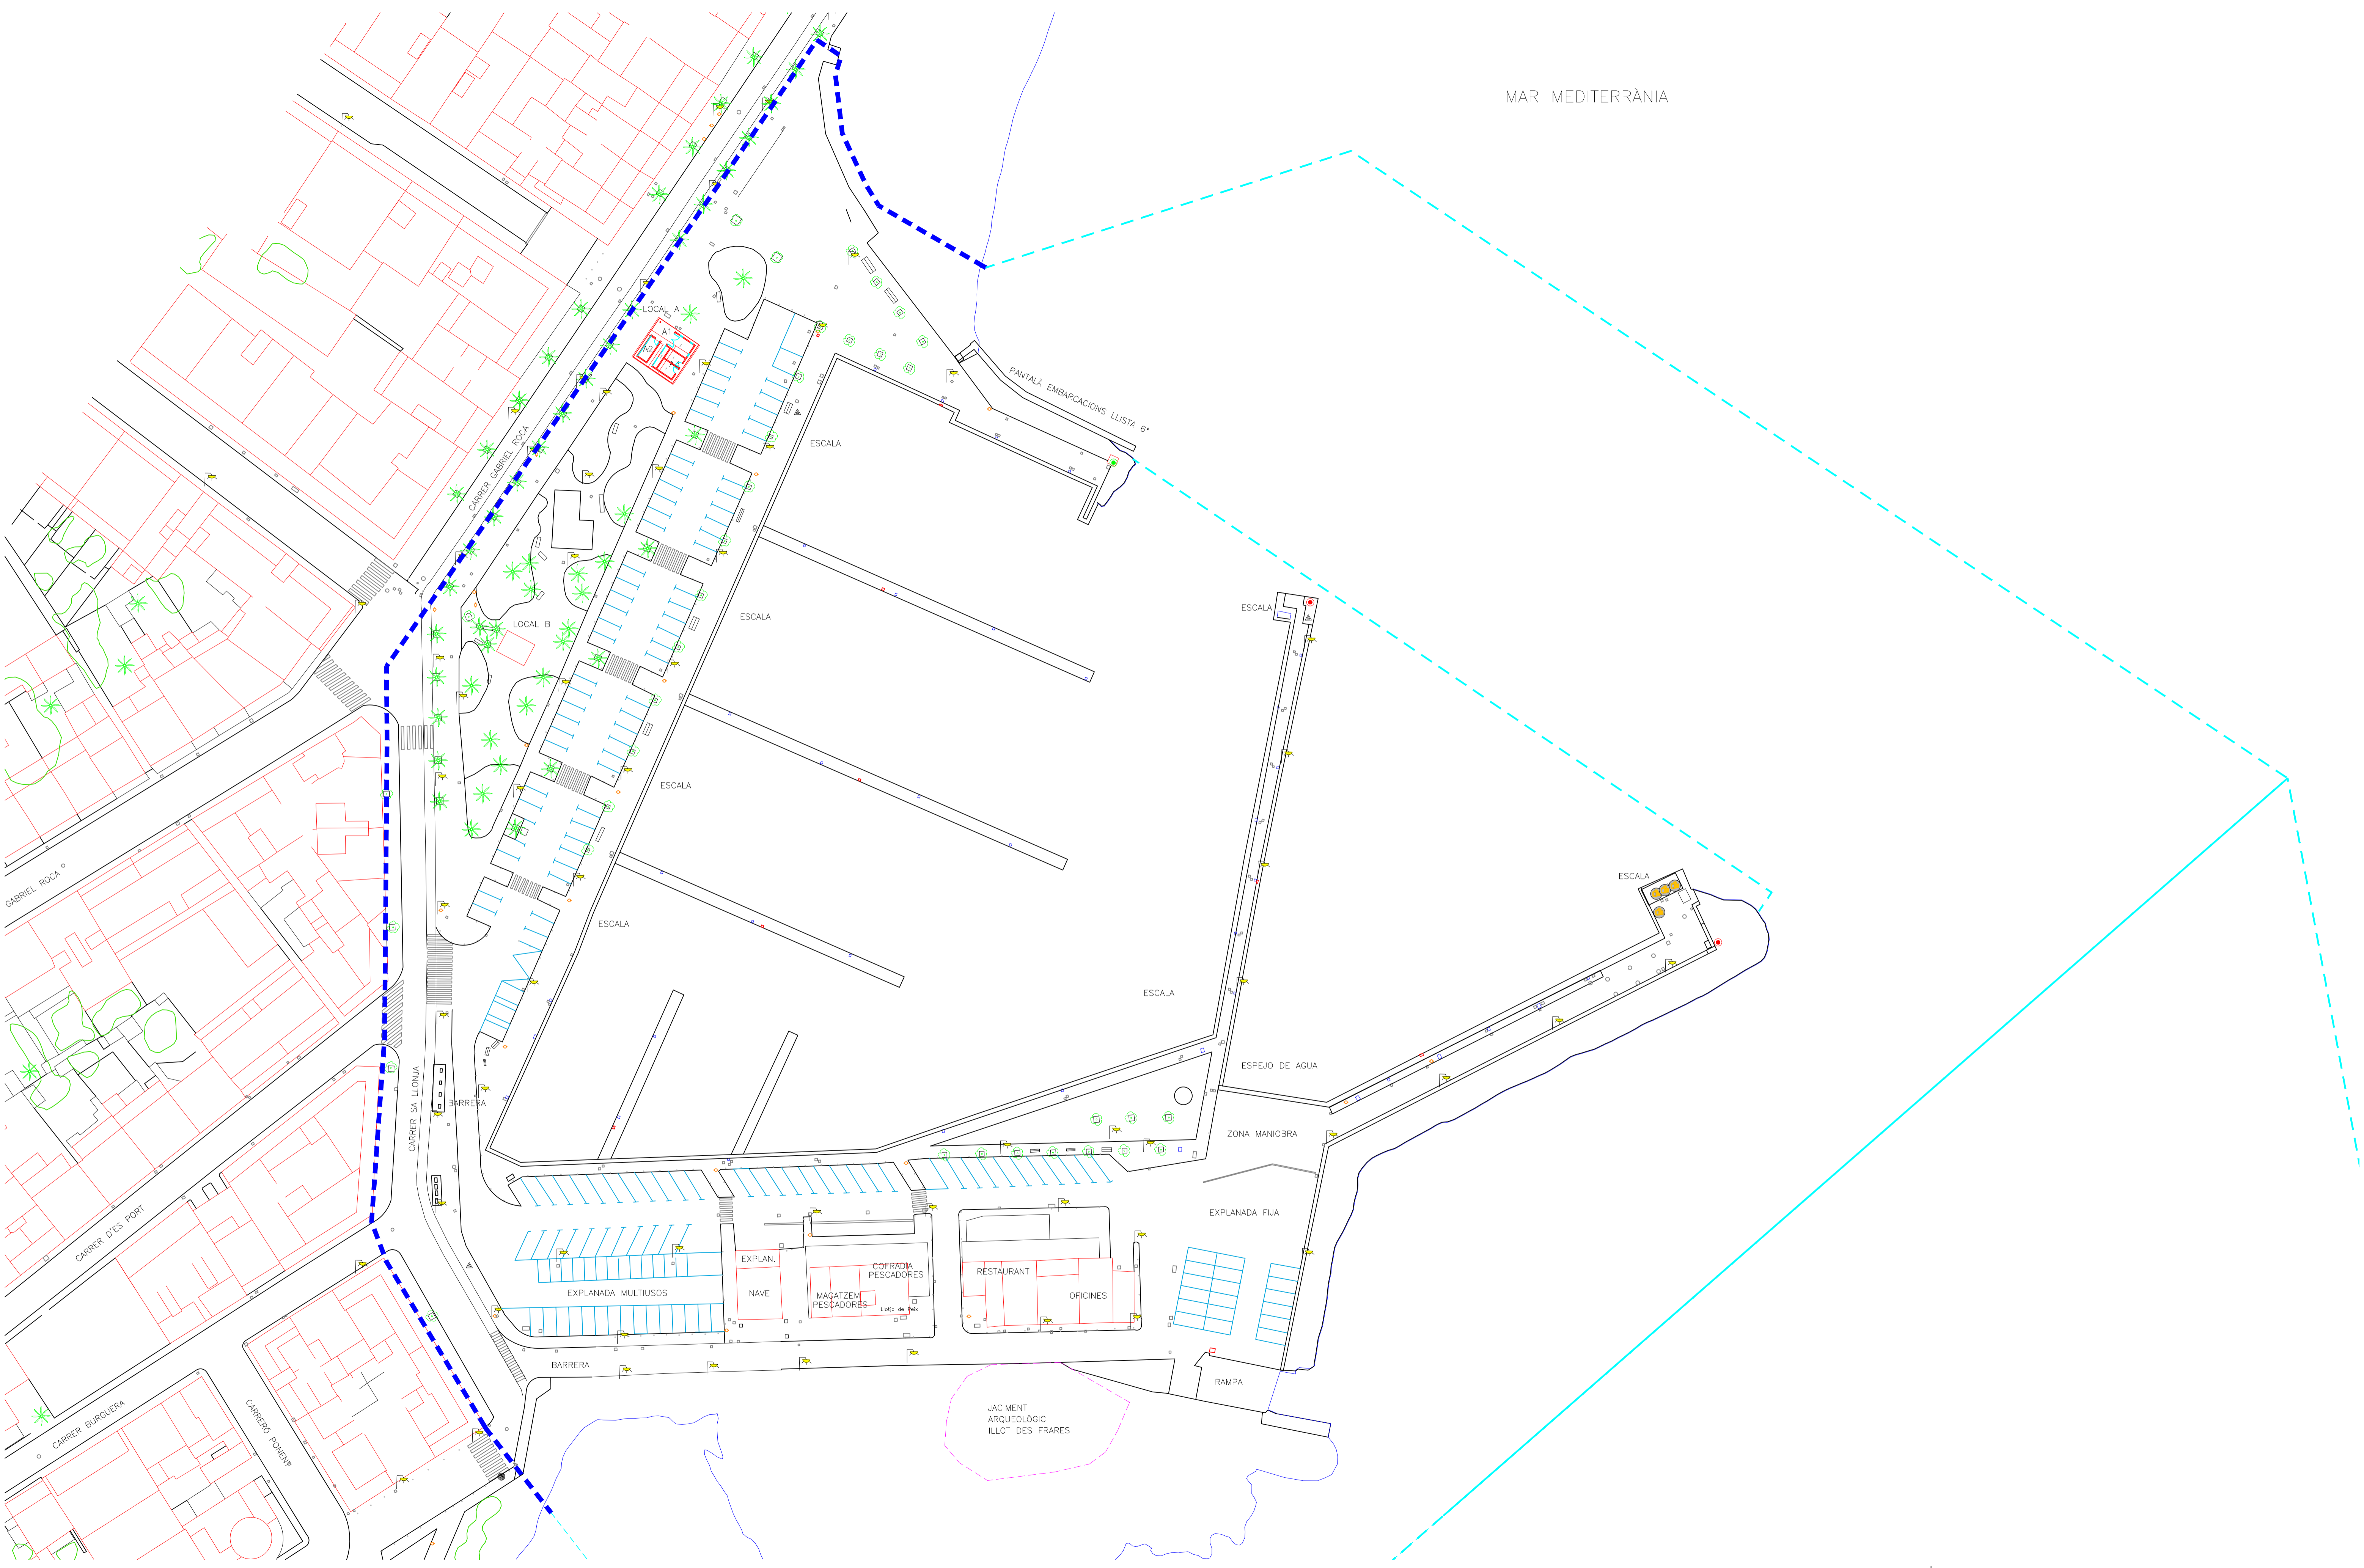 MAR MEDITERRÀNIA
LOCAL A
A1
A2
PANTALÀ EMBARCACIONS LLISTA 6ª
CARRER GABRIEL ROCA
ESCALA
LOCAL B
ESCALA
ESCALA
ESCALA
ESCALA
GABRIEL ROCA
ESCALA
ESCALA
ESPEJO DE AGUA
CARRER SA LLONJA
BARRERA
ZONA MANIOBRA
CARRER D'ES PORT
EXPLANADA FIJA
EXPLAN.
COFRADIA
PESCADORES
RESTAURANT
EXPLANADA MULTIUSOS
NAVE
MAGATZEM
PESCADORES
Llotja de Peix
OFICINES
BARRERA
RAMPA
CARRER BURGUERA
CARRERÓ PONENT
JACIMENT
ARQUEOLÒGIC
ILLOT DES FRARES